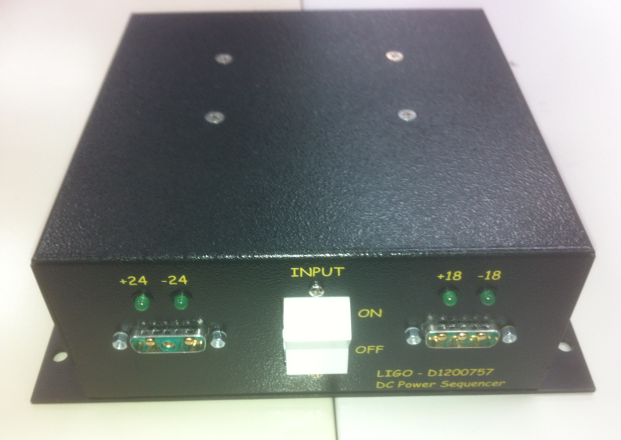 +24 -24
INPUT
+18 -18
ON
OFF
LIGO - D1200757
DC Power Sequencer